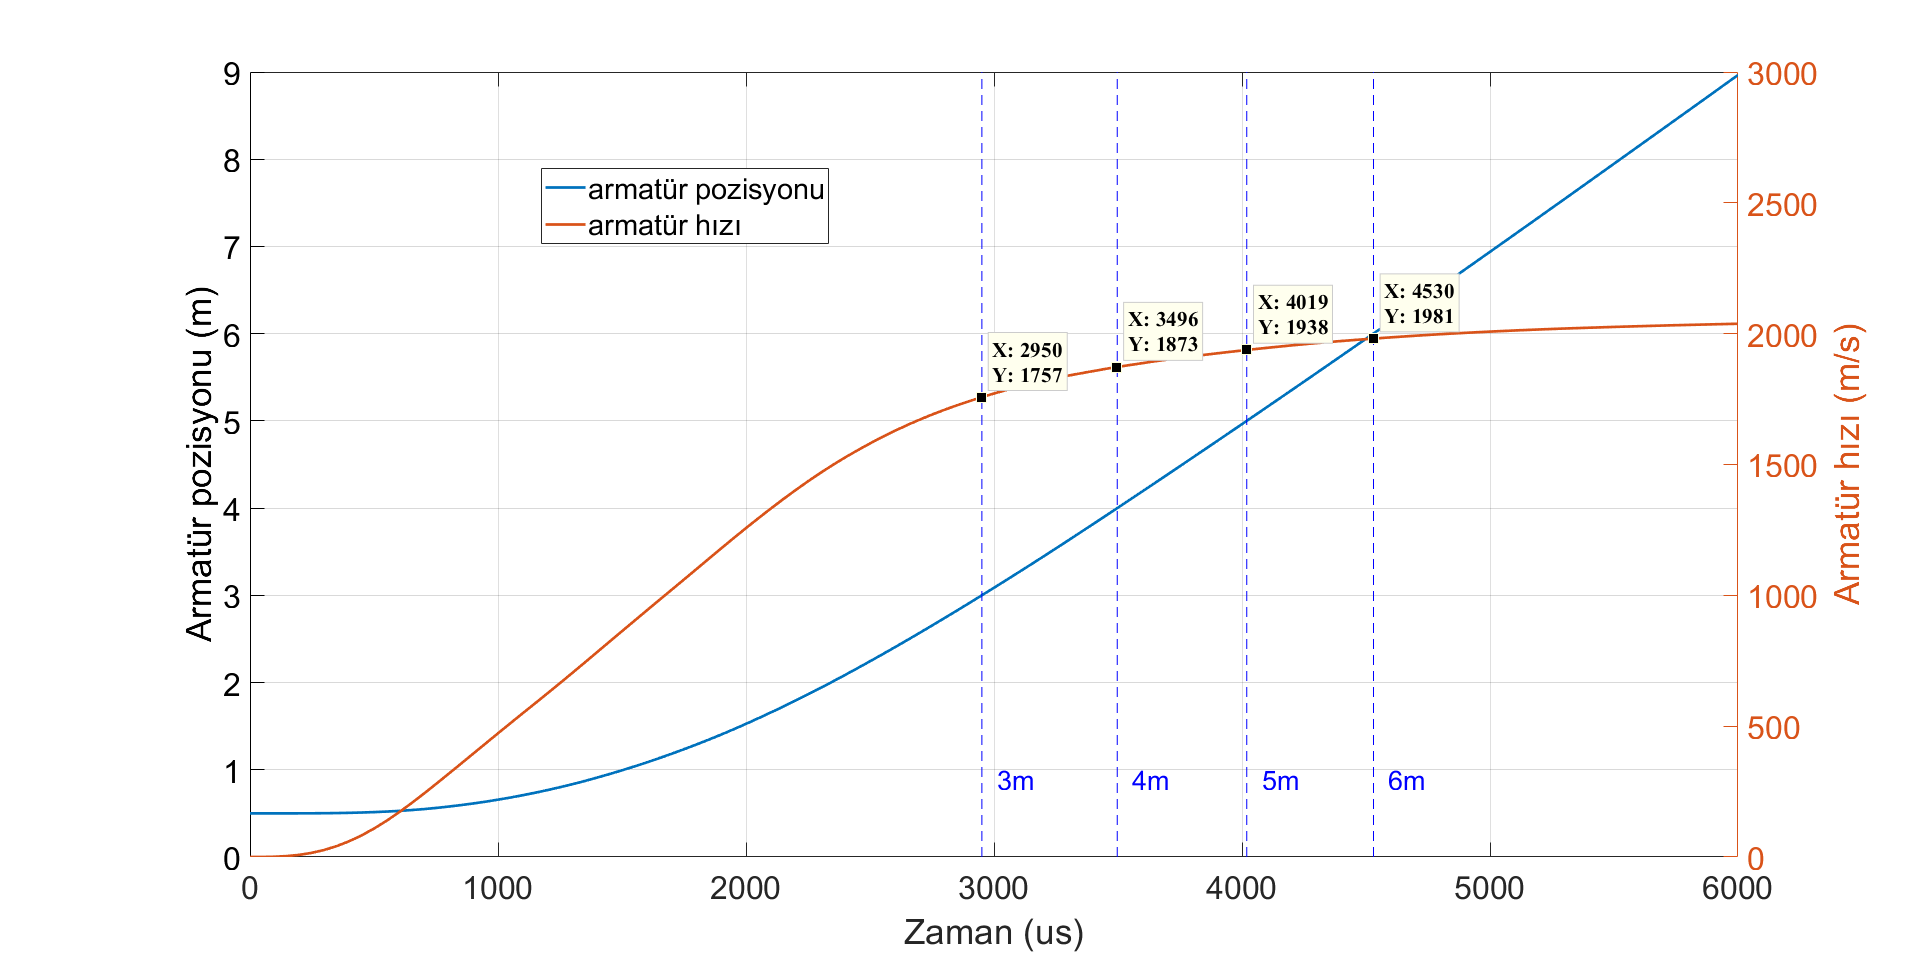 9
8
7
6
5
4
3
2
1
0
Armatür pozisyonu (m)
armatür pozisyonu
armatür hızı
X: 2950
Y: 1757
X: 3496
Y: 1873
X: 4019
Y: 1938
X: 4530
Y: 1981
3m
4m
5m
6m
3000
2500
2000
1500
1000
500
0
Armatür hızı (m/s)
0 1000 2000 3000 4000 5000 6000
Zaman (us)